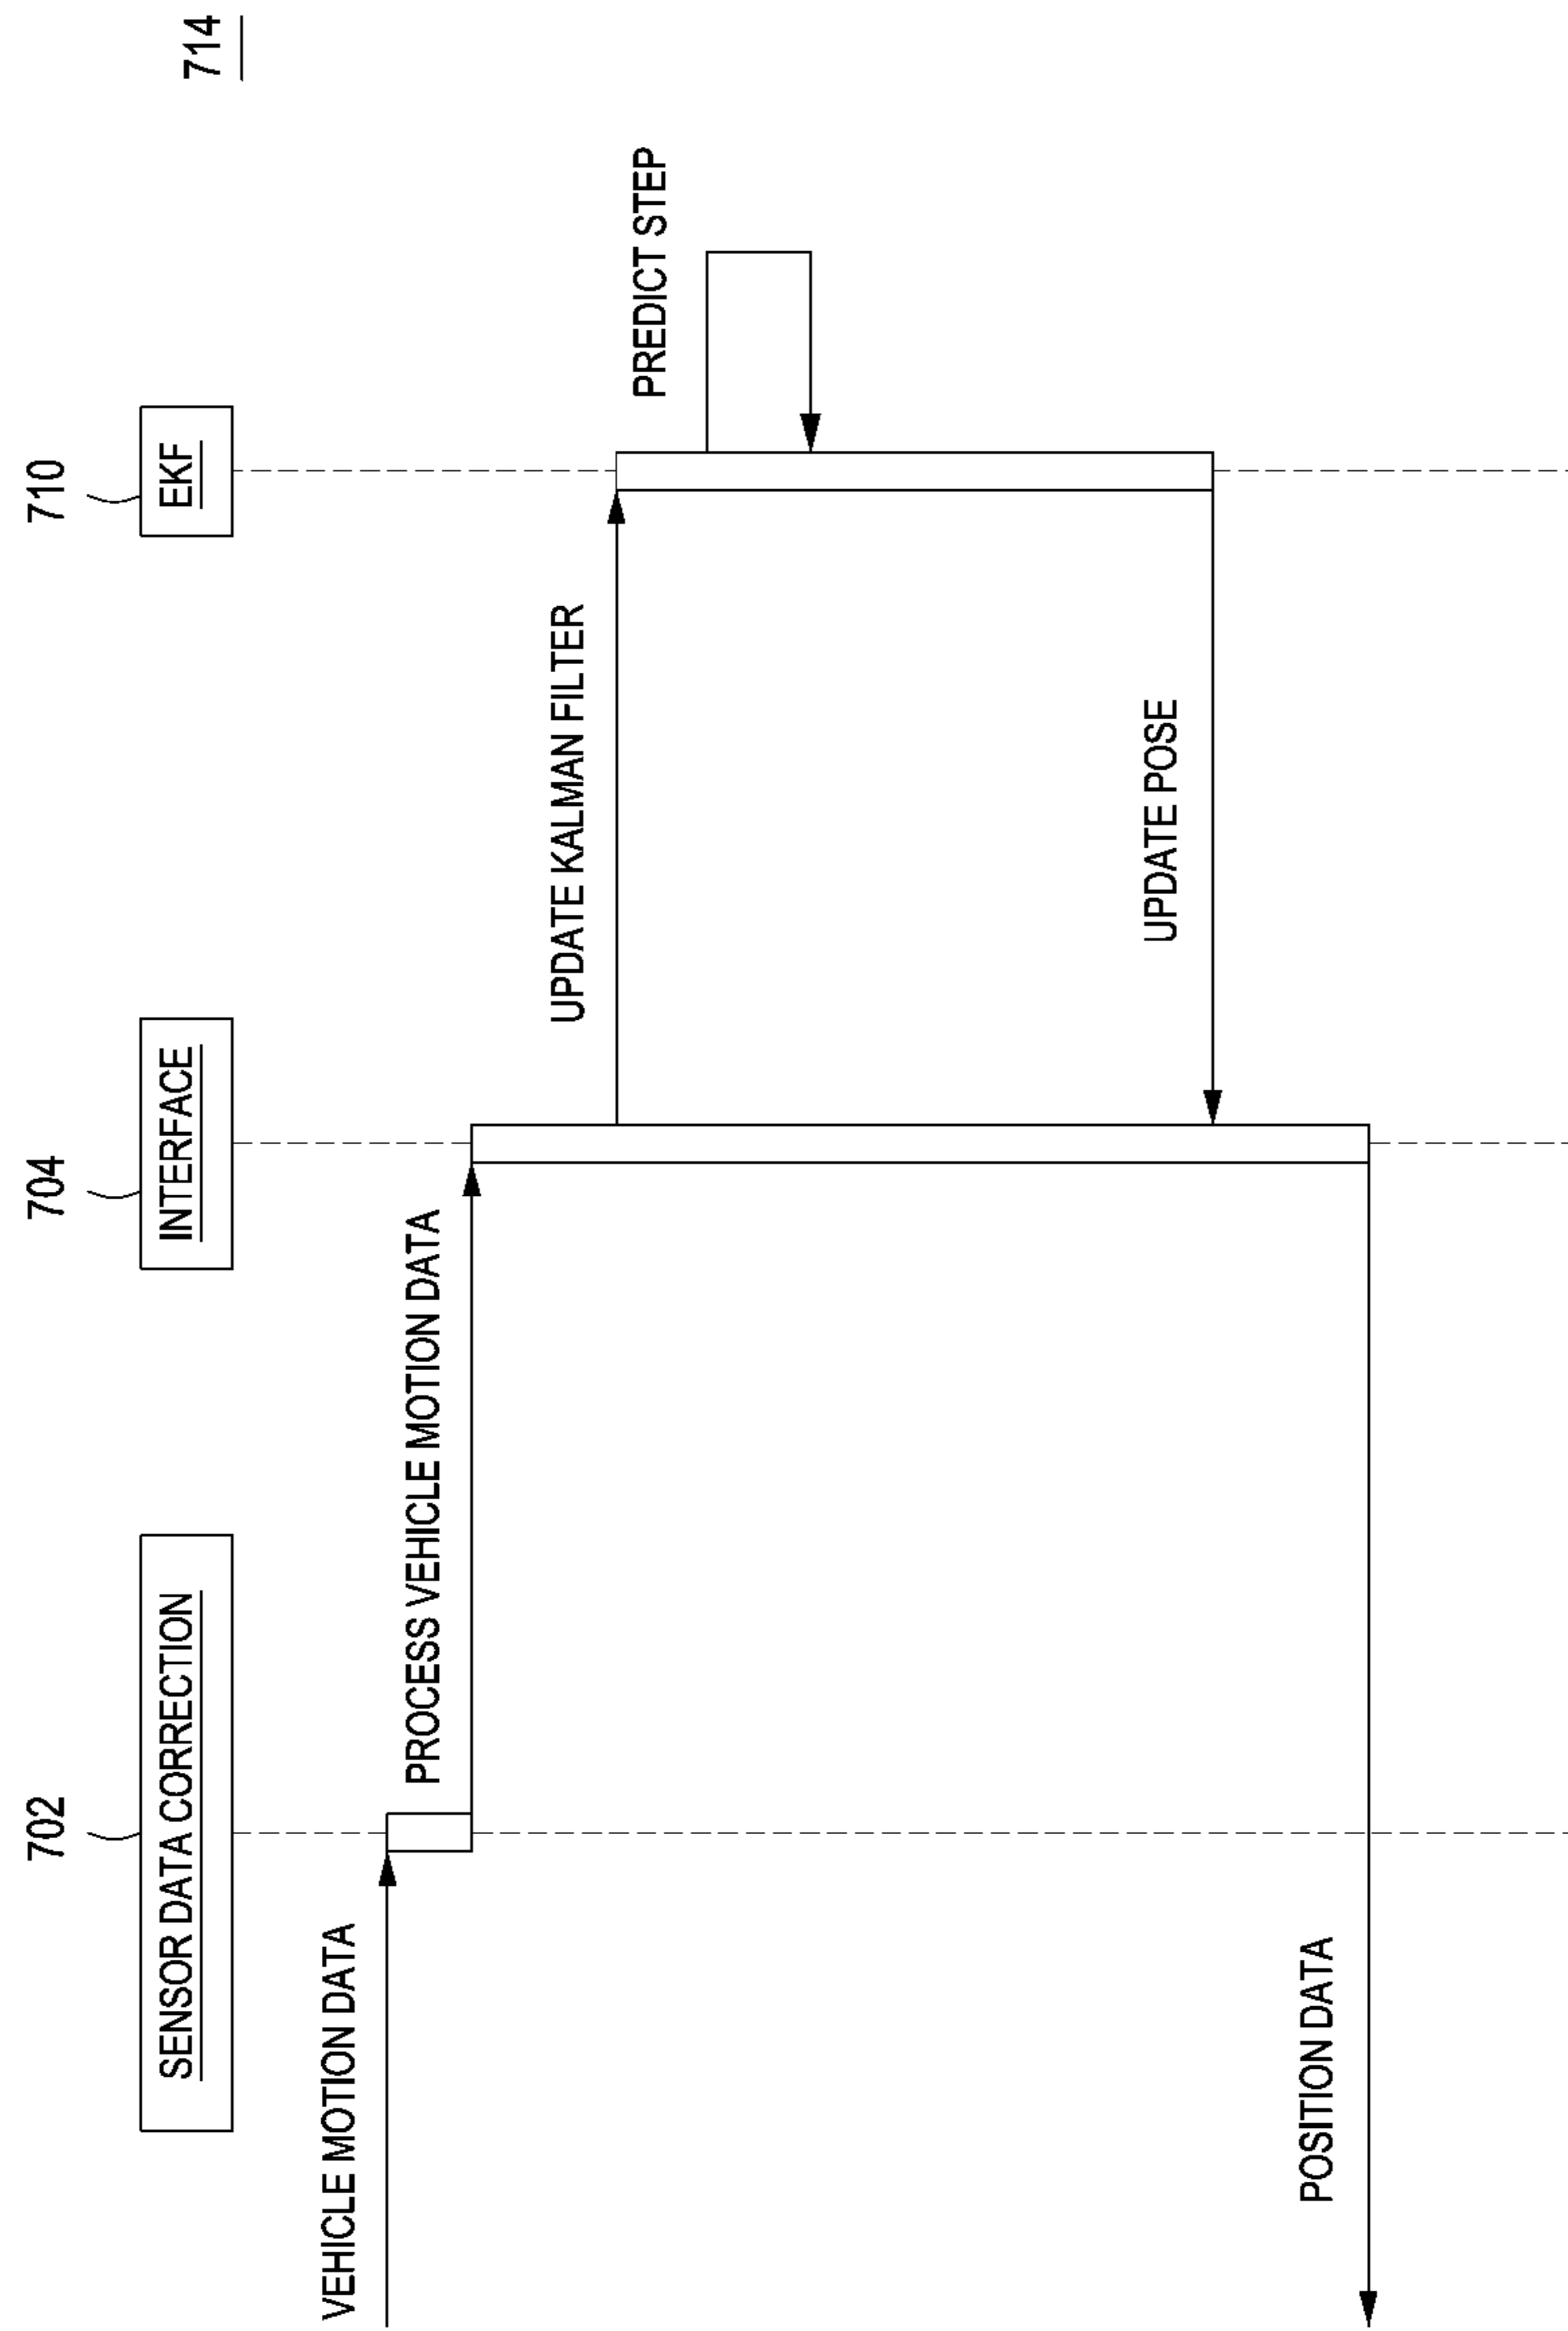 714
702
704
710
SENSOR DATA CORRECTION
INTERFACE
EKF
VEHICLE MOTION DATA
PROCESS VEHICLE MOTION DATA
UPDATE KALMAN FILTER
PREDICT STEP
UPDATE POSE
POSITION DATA